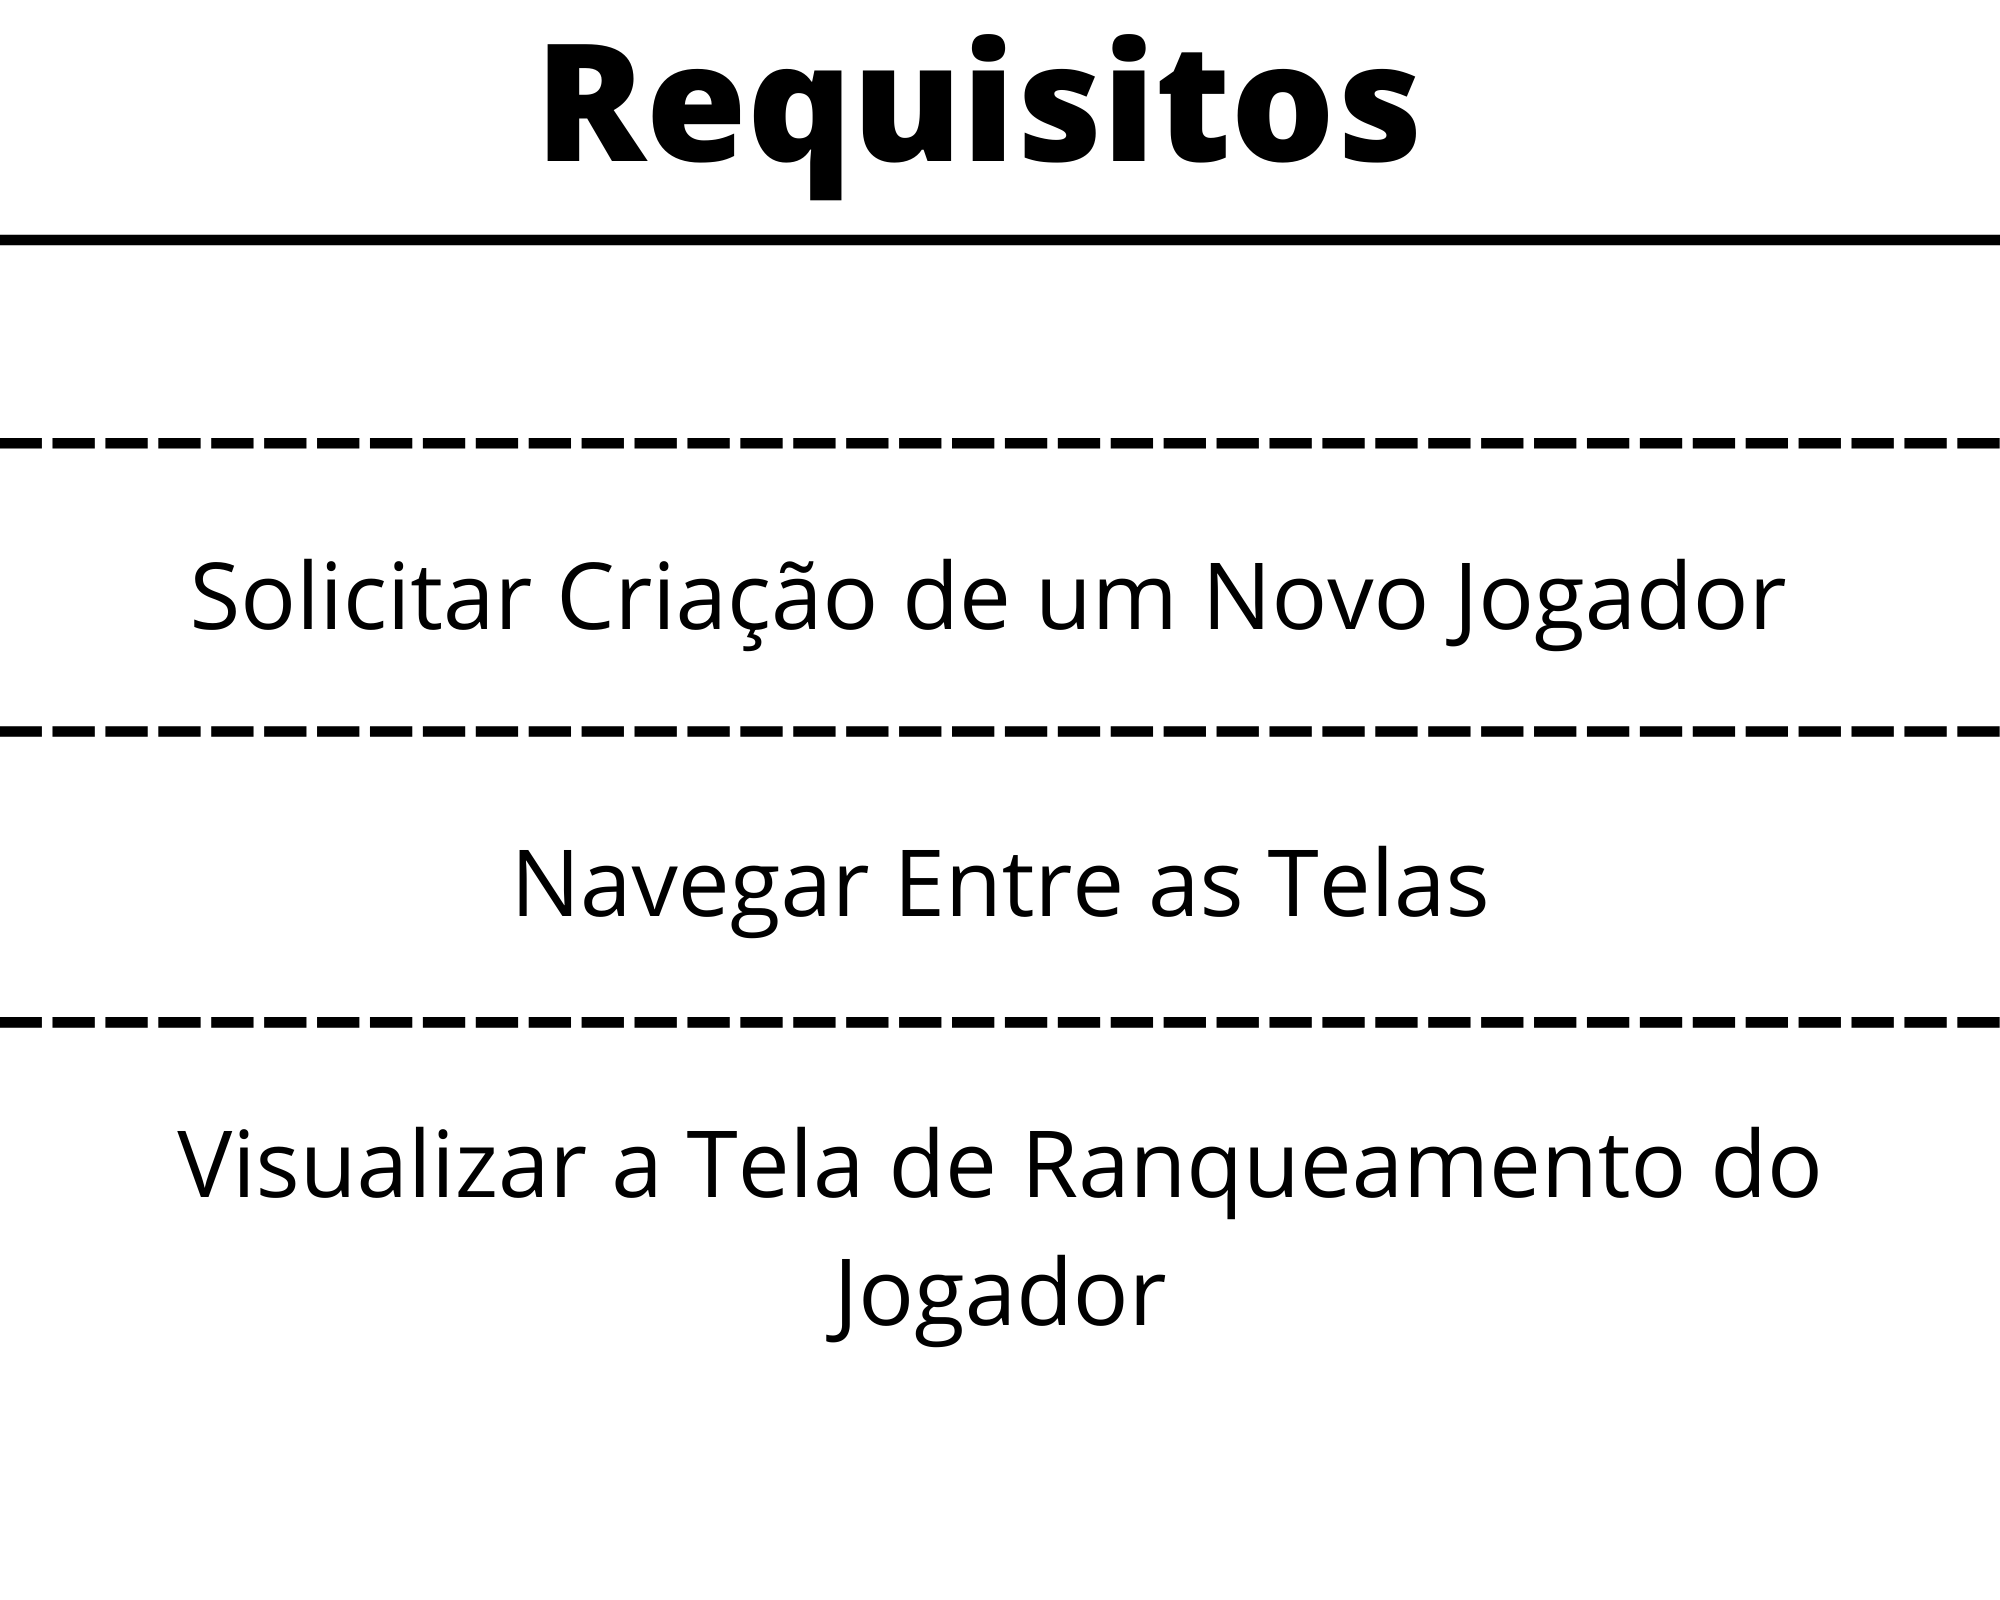 Requisitos
Solicitar Criação de um Novo Jogador
Navegar Entre as Telas
Visualizar a Tela de Ranqueamento do
Jogador